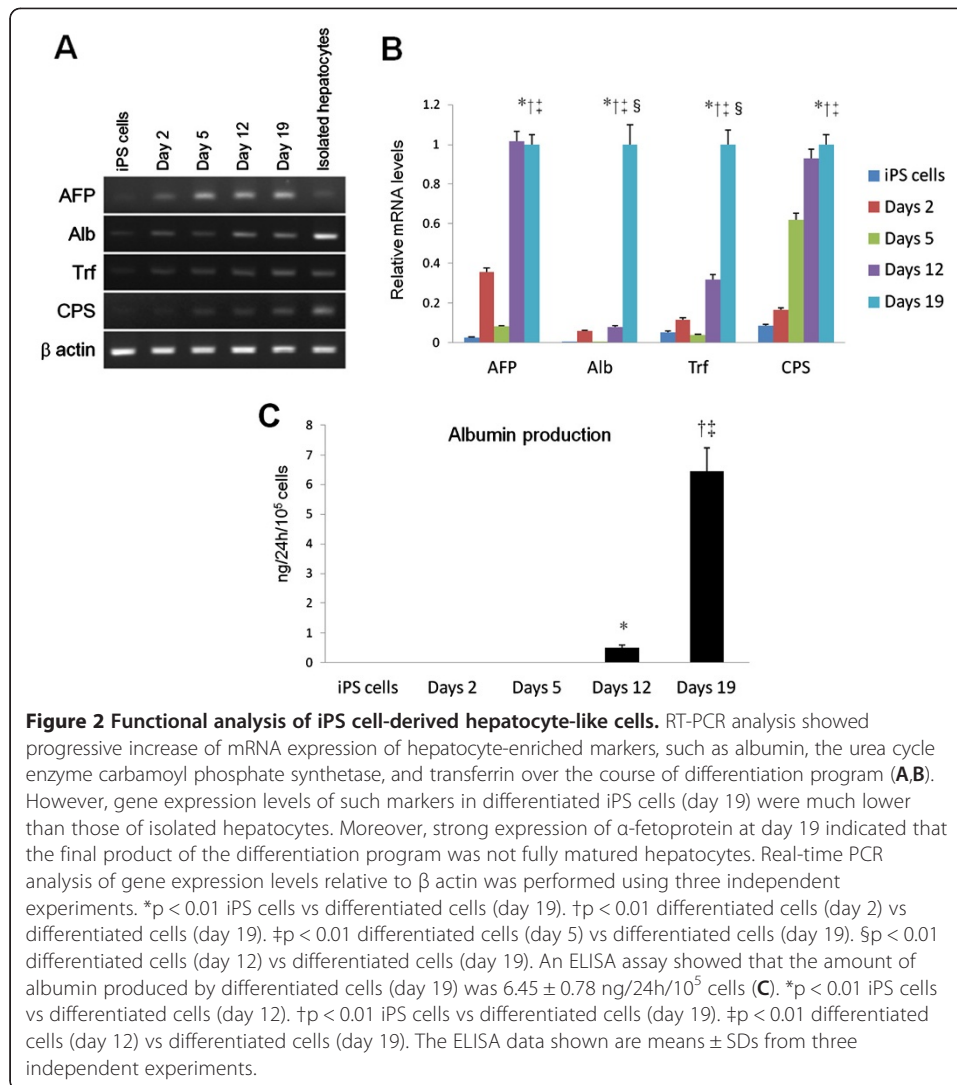 A
iPS cells
Day 2
Day 5
Day 12
Day 19
Isolated hepatocytes
AFP
Alb
Trf
CPS
β actin
B
*†‡
*†‡ §
*†‡ §
*†‡
1.2
1
0.8
0.6
0.4
0.2
0
Relative mRNA levels
AFP
Alb
Trf
CPS
iPS cells
Days 2
Days 5
Days 12
Days 19
C
Albumin production
8
7
6
5
4
3
2
1
0
ng/24h/10⁵ cells
*
†‡
iPS cells
Days 2
Days 5
Days 12
Days 19
Figure 2 Functional analysis of iPS cell-derived hepatocyte-like cells. RT-PCR analysis showed
progressive increase of mRNA expression of hepatocyte-enriched markers, such as albumin, the urea cycle
enzyme carbamoyl phosphate synthetase, and transferrin over the course of differentiation program (A,B).
However, gene expression levels of such markers in differentiated iPS cells (day 19) were much lower
than those of isolated hepatocytes. Moreover, strong expression of α-fetoprotein at day 19 indicated that
the final product of the differentiation program was not fully matured hepatocytes. Real-time PCR
analysis of gene expression levels relative to β actin was performed using three independent
experiments. *p < 0.01 iPS cells vs differentiated cells (day 19). †p < 0.01 differentiated cells (day 2) vs
differentiated cells (day 19). ‡p < 0.01 differentiated cells (day 5) vs differentiated cells (day 19). §p < 0.01
differentiated cells (day 12) vs differentiated cells (day 19). An ELISA assay showed that the amount of
albumin produced by differentiated cells (day 19) was 6.45 ± 0.78 ng/24h/10⁵ cells (C). *p < 0.01 iPS cells
vs differentiated cells (day 12). †p < 0.01 iPS cells vs differentiated cells (day 19). ‡p < 0.01 differentiated
cells (day 12) vs differentiated cells (day 19). The ELISA data shown are means ± SDs from three
independent experiments.